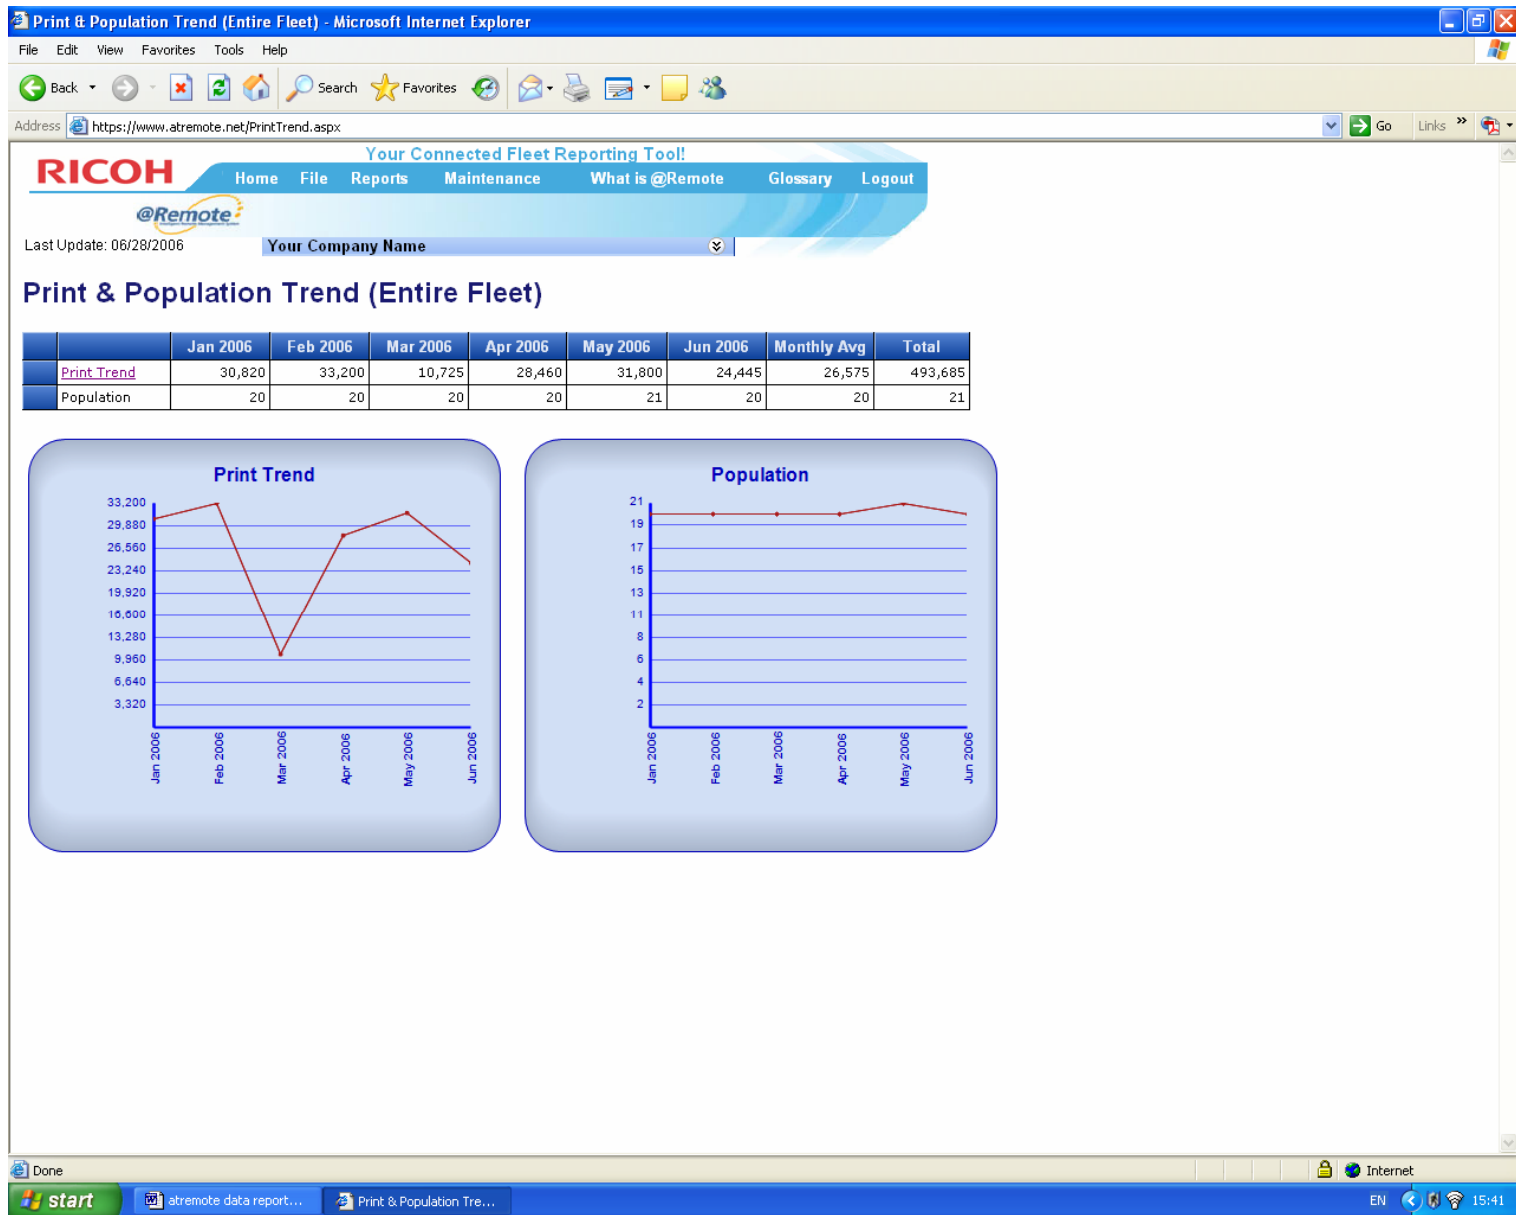 Print & Population Trend (Entire Fleet) - Microsoft Internet Explorer
File Edit View Favorites Tools Help
Back Search Favorites
Address https://www.atremote.net/PrintTrend.aspx Go Links »
Your Connected Fleet Reporting Tool!
RICOH Home File Reports Maintenance What is @Remote Glossary Logout
@Remote
Last Update: 06/28/2006 Your Company Name
Print & Population Trend (Entire Fleet)
Jan 2006 Feb 2006 Mar 2006 Apr 2006 May 2006 Jun 2006 Monthly Avg Total
Print Trend 30,820 33,200 10,725 28,460 31,800 24,445 26,575 493,685
Population 20 20 20 20 21 20 20 21
Print Trend
33,200
29,880
26,560
23,240
19,920
16,600
13,280
9,960
6,640
3,320
Jan 2006 Feb 2006 Mar 2006 Apr 2006 May 2006 Jun 2006
Population
21
19
17
15
13
11
8
6
4
2
Jan 2006 Feb 2006 Mar 2006 Apr 2006 May 2006 Jun 2006
Done Internet
start atremote data report... Print & Population Tre... EN 15:41